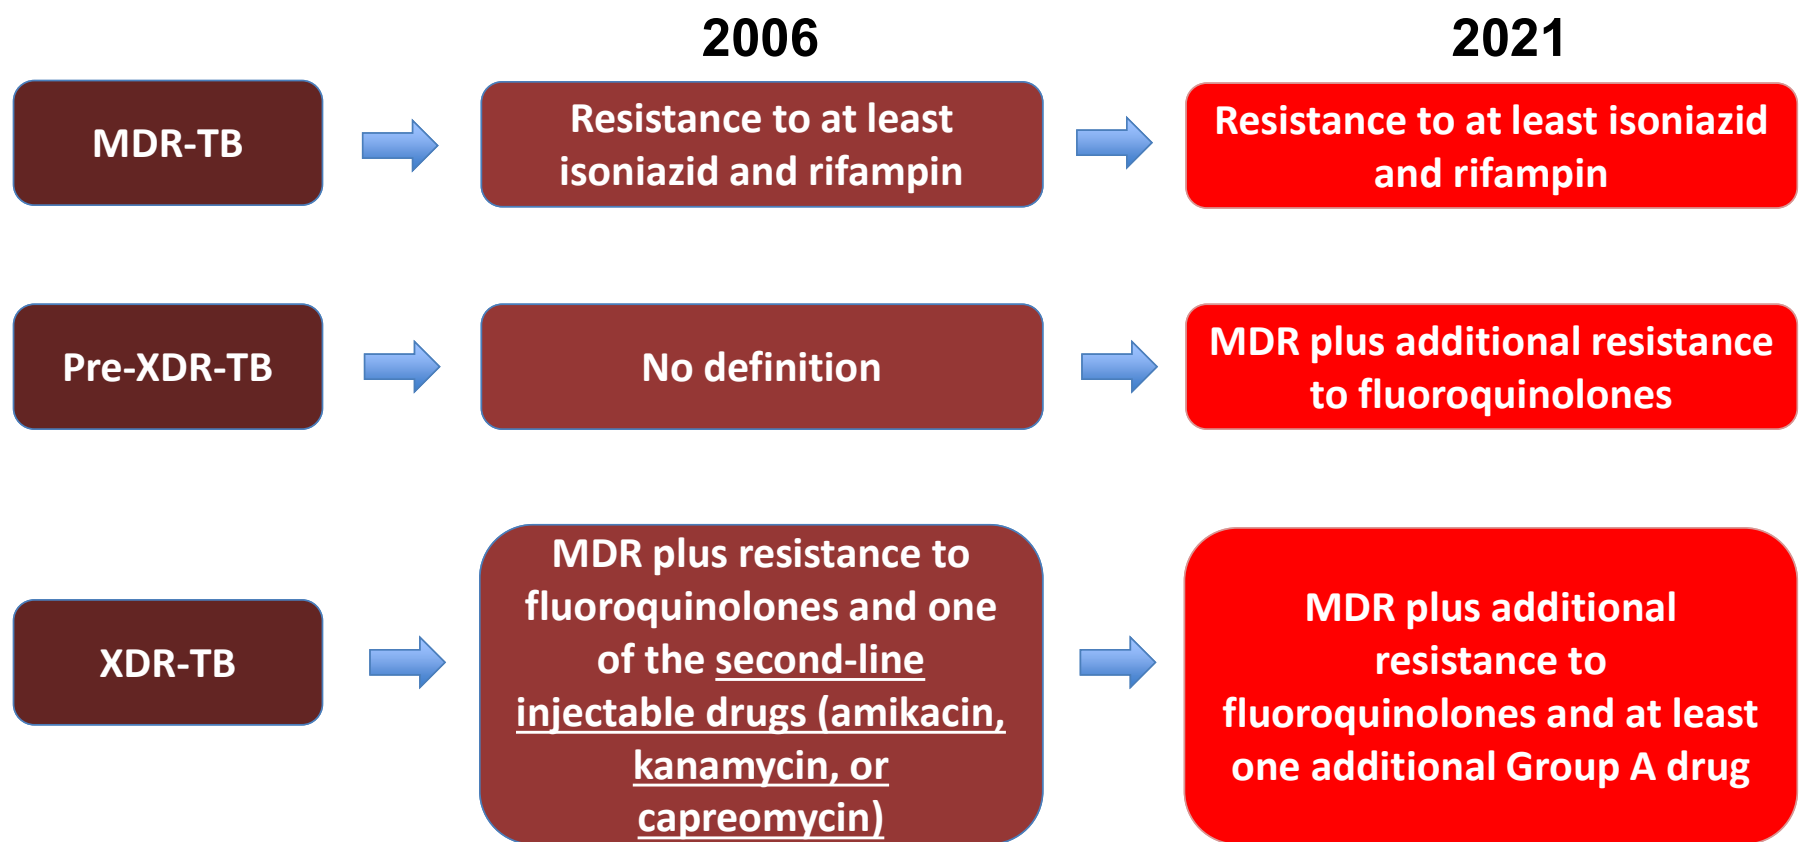 2006
2021
MDR-TB
Resistance to at least
isoniazid and rifampin
Resistance to at least isoniazid
and rifampin
Pre-XDR-TB
No definition
MDR plus additional resistance
to fluoroquinolones
XDR-TB
MDR plus resistance to
fluoroquinolones and one
of the second-line
injectable drugs (amikacin,
kanamycin, or
capreomycin)
MDR plus additional
resistance to
fluoroquinolones and at least
one additional Group A drug